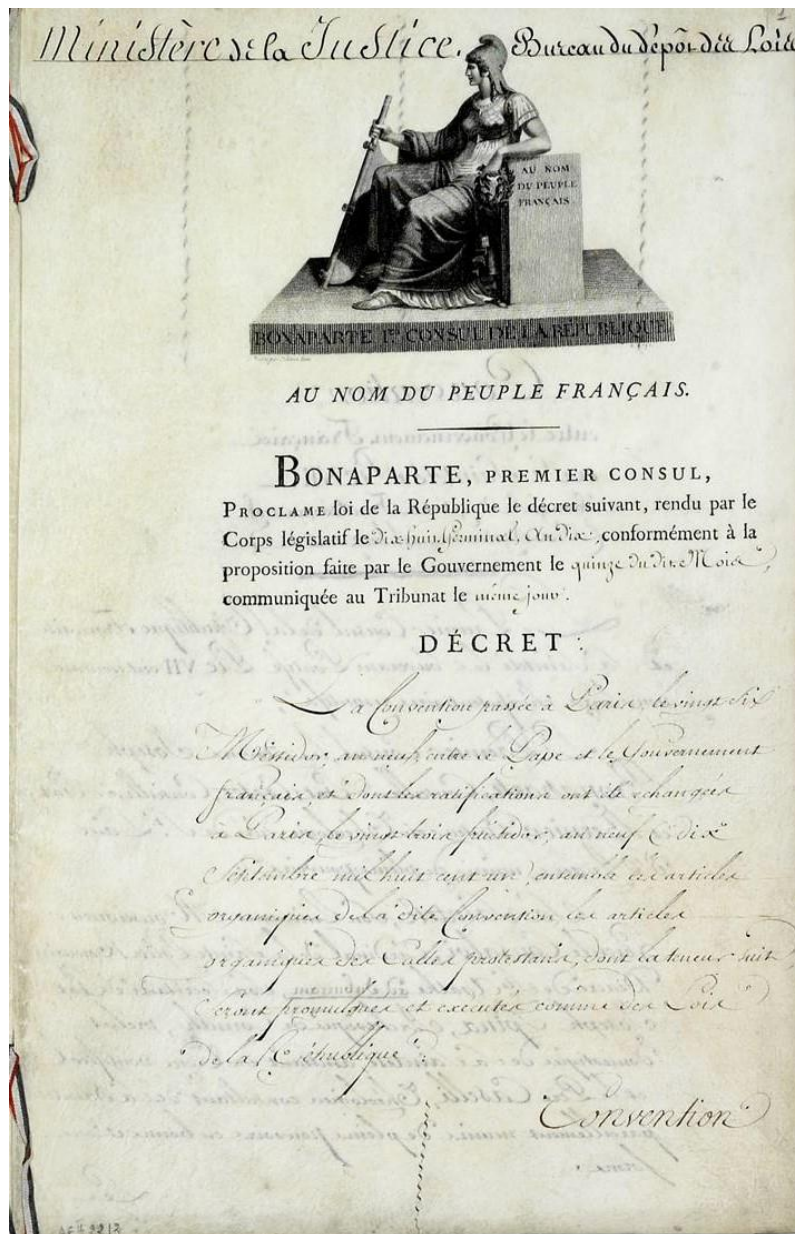 Ministère de la Justice. Bureau du dépôt des Lois
AU NOM
DU PEUPLE
FRANÇAIS
BONAPARTE 1er CONSUL DE LA RÉPUBLIQUE
AU NOM DU PEUPLE FRANÇAIS.
BONAPARTE, PREMIER CONSUL,
PROCLAME loi de la République le décret suivant, rendu par le
Corps législatif le dix-huit Germinal, an dix, conformément à la
proposition faite par le Gouvernement le quinze du dit Mois,
communiquée au Tribunat le même jour.
DÉCRET:
La Convention passée à Paris, le vingt Six
Messidor, an neuf, entre le Pape et le Gouvernement
français, et dont les ratifications ont été échangées
à Paris, le vingt trois fructidor, an neuf (dix
Septembre mil huit cent un), ensemble les articles
organiques de la dite Convention les articles
organiques des Cultes protestans, dont la teneur suit,
seront promulgués et exécutés comme des Lois
de la République.
Convention